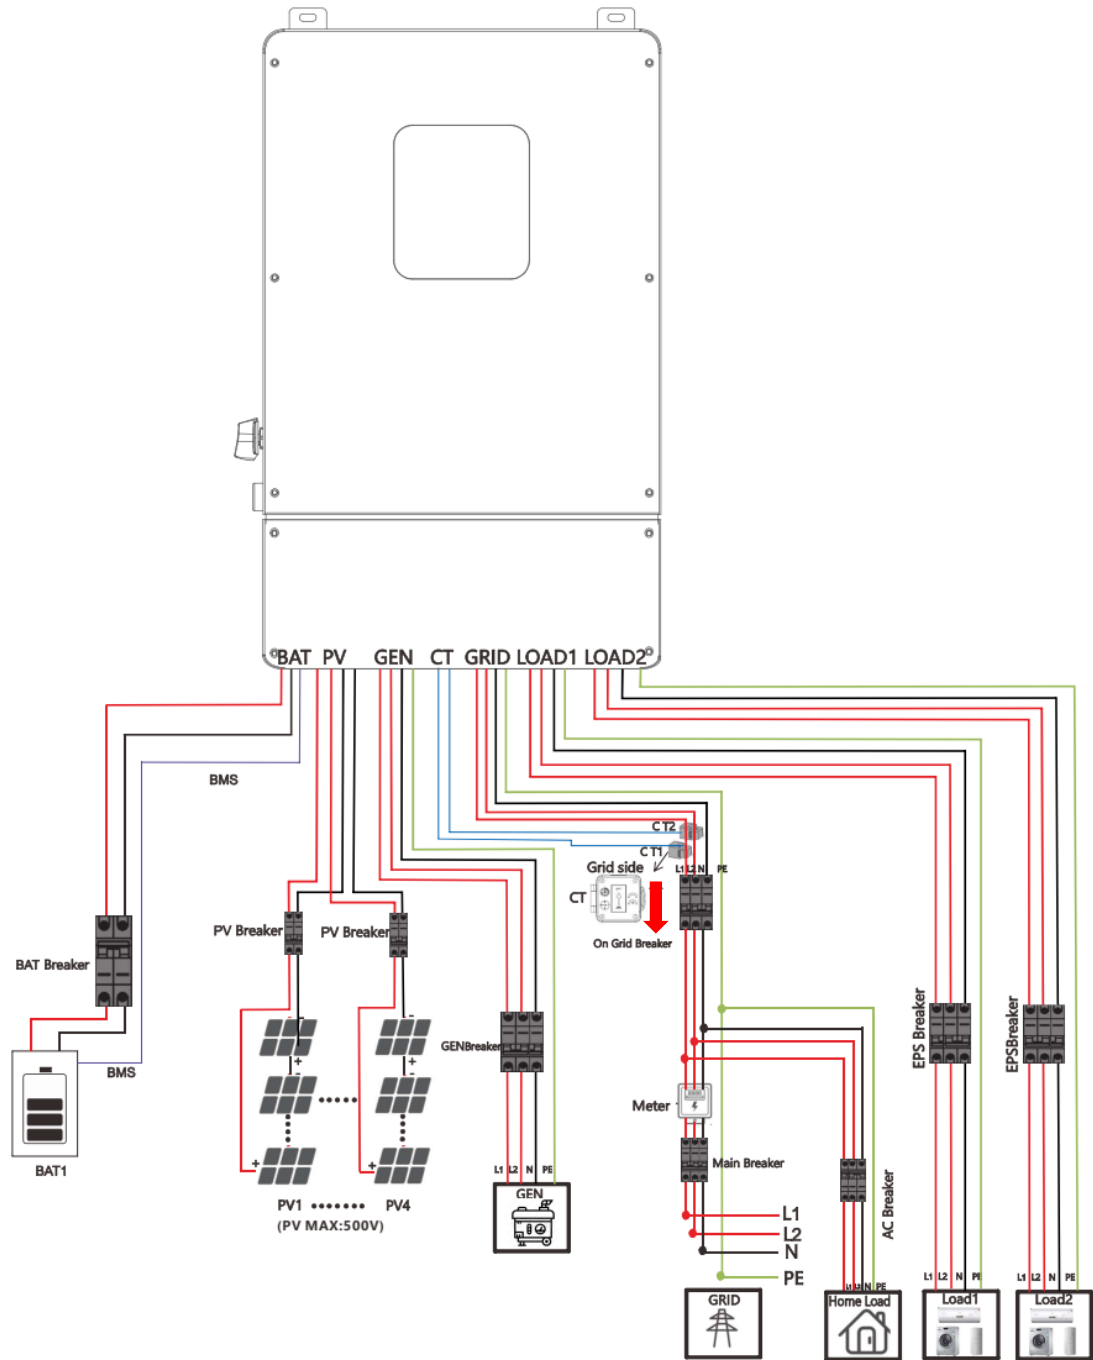 BAT PV GEN CT GRID LOAD1 LOAD2
BMS
CT2
CT1
Grid side
L1 L2 N PE
CT
On Grid Breaker
PV Breaker
PV Breaker
BAT Breaker
EPS Breaker
EPSBreaker
GENBreaker
- -
+ +
- -
BMS
Meter
BAT1
+ +
Main Breaker
AC Breaker
L1 L2 N PE
GEN
PV1 PV4
(PV MAX:500V)
L1
L2
N
PE
L1 L2 N PE
L1 L2 N PE
L1 L2 N PE
GRID
Home Load
Load1
Load2